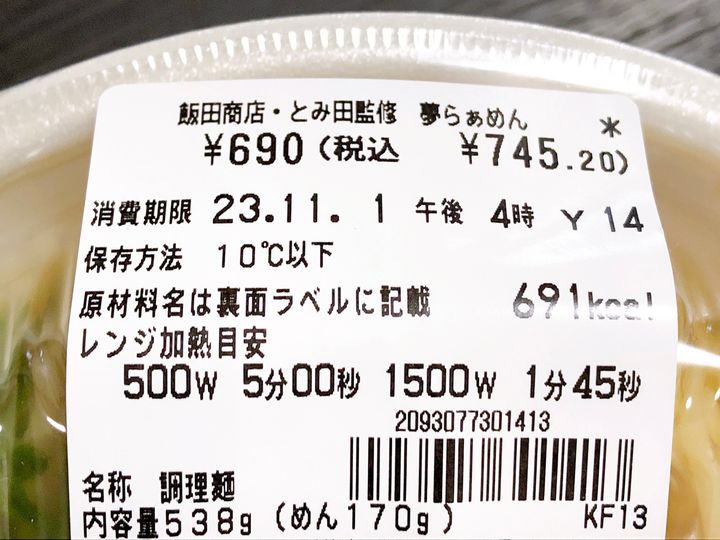 飯田商店・とみ田監修 夢らぁめん
¥690(税込 ¥745.20) *
消費期限 23.11. 1 午後 4時 Y 14
保存方法 10℃以下
原材料名は裏面ラベルに記載 691kcal
レンジ加熱目安
500W 5分00秒 1500W 1分45秒
2093077301413
名称 調理麺
内容量538g(めん170g) KF13